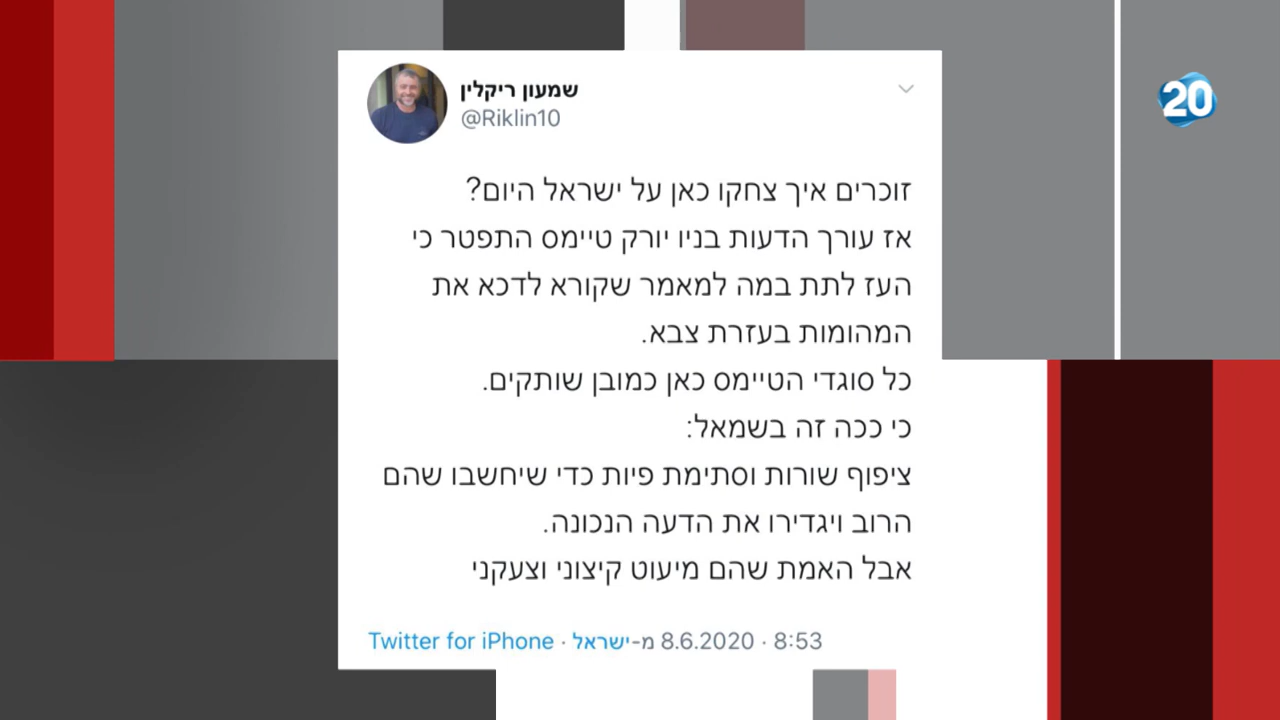 שמעון ריקלין
@Riklin10
20
זוכרים איך צחקו כאן על ישראל היום?
אז עורך הדעות בניו יורק טיימס התפטר כי
העז לתת במה למאמר שקורא לדכא את
המהומות בעזרת צבא.
כל סוגדי הטיימס כאן כמובן שותקים.
כי ככה זה בשמאל:
ציפוף שורות וסתימת פיות כדי שיחשבו שהם
הרוב ויגדירו את הדעה הנכונה.
אבל האמת שהם מיעוט קיצוני וצעקני
8:53 · 8.6.2020 מ-ישראל · Twitter for iPhone